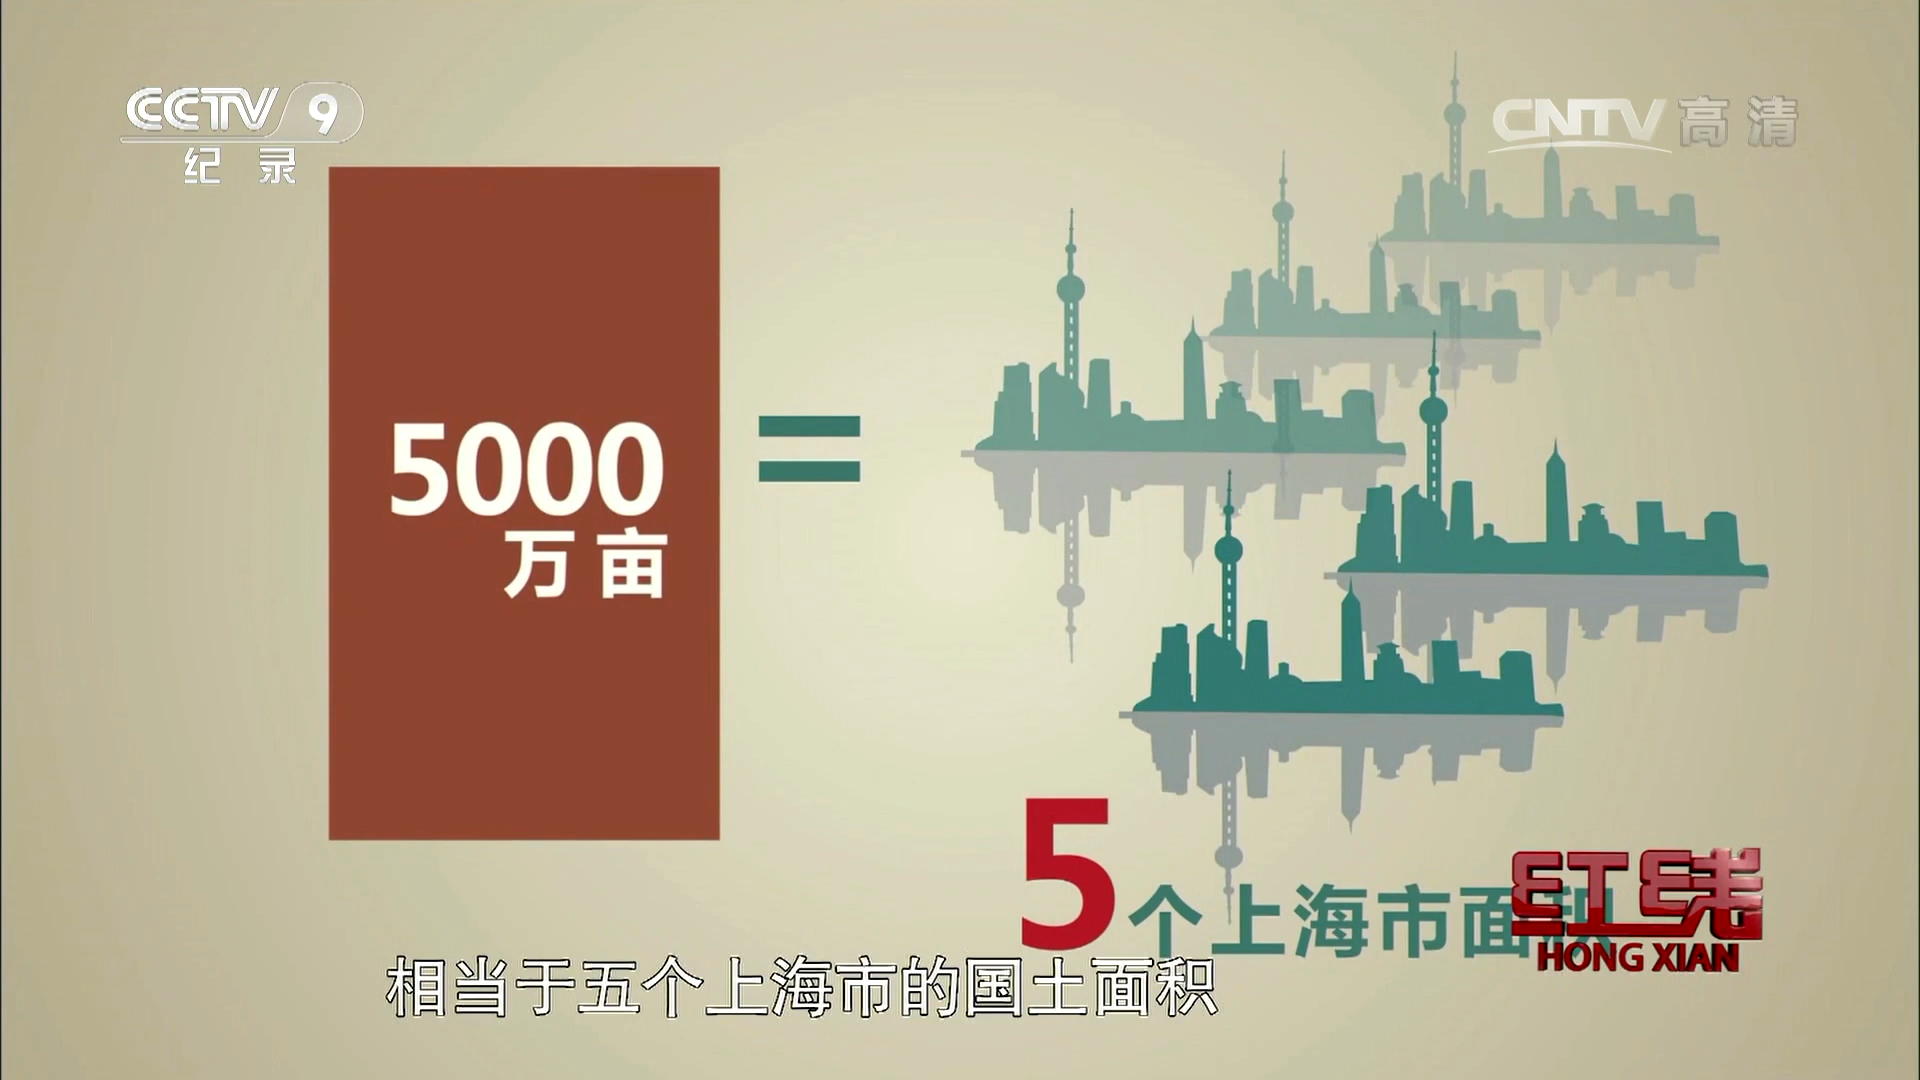 CCTV 9
纪录
CNTV 高清
5000
万亩
=
5个上海市面积
红线
HONG XIAN
相当于五个上海市的国土面积